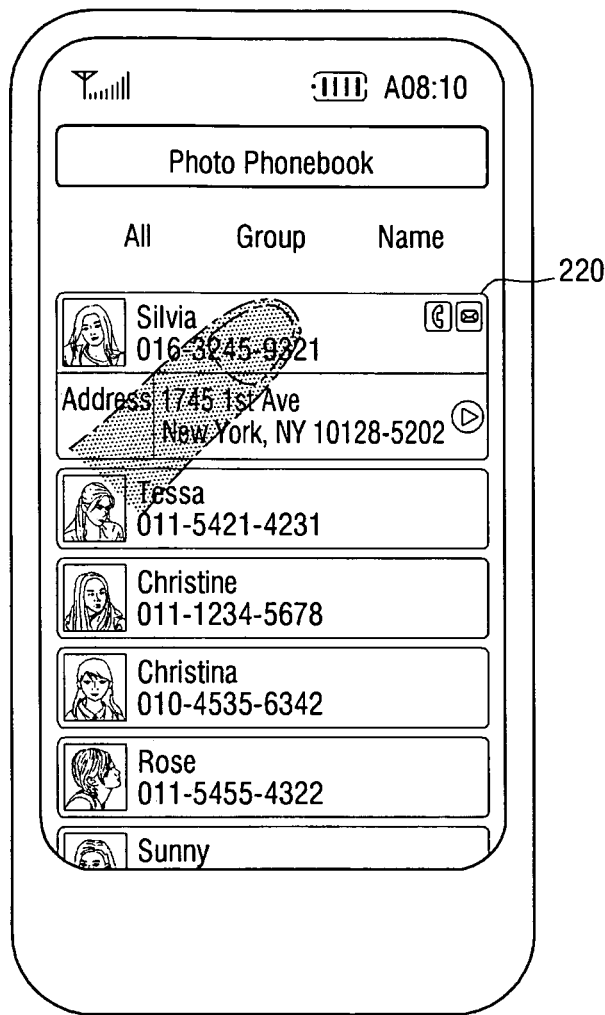 A08:10
Photo Phonebook
All Group Name
220
Silvia
016-3245-9321
Address 1745 1st Ave
New York, NY 10128-5202
Tessa
011-5421-4231
Christine
011-1234-5678
Christina
010-4535-6342
Rose
011-5455-4322
Sunny